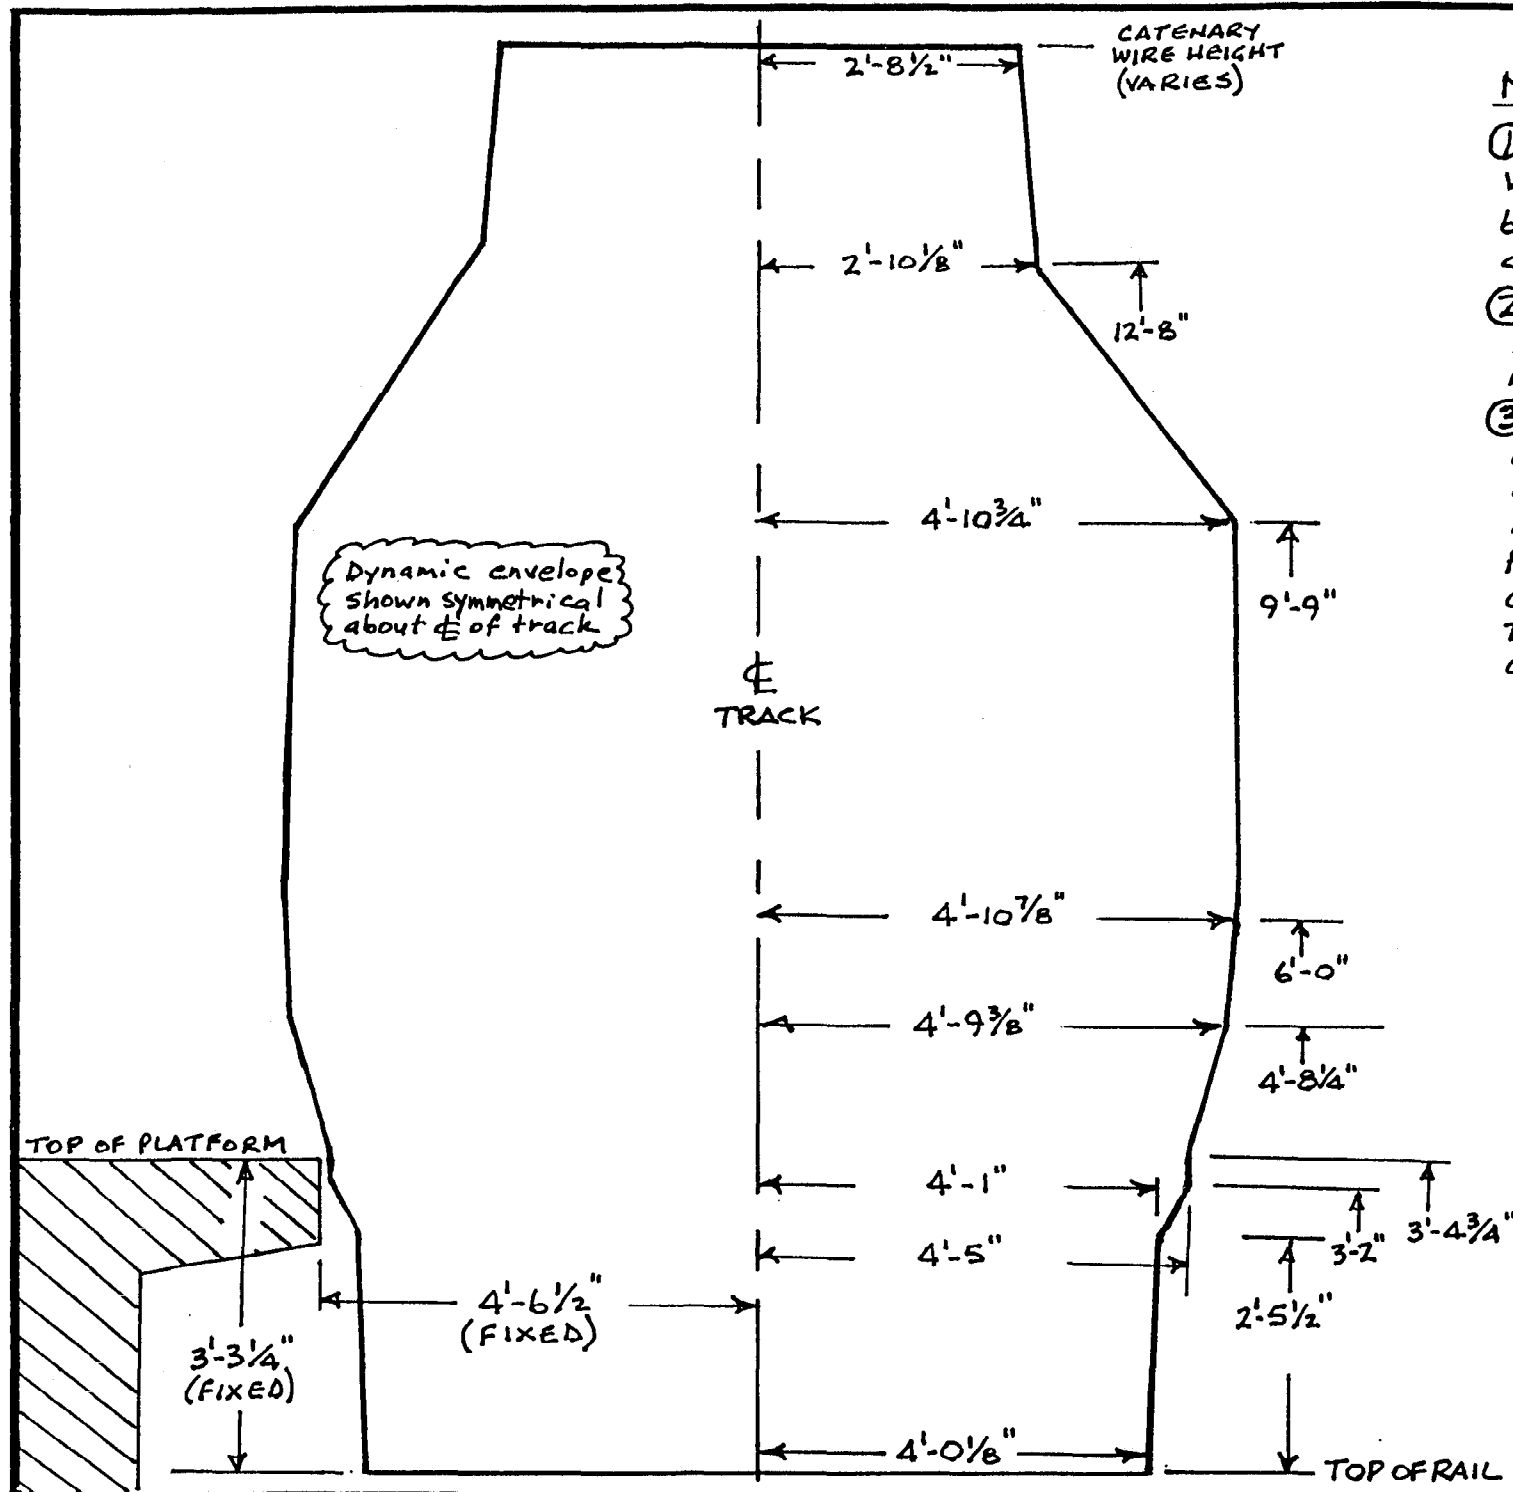 CATENARY
WIRE HEIGHT
(VARIES)
2'-8½"
2'-10⅛"
12'-8"
①
②
③
4'-10¾"
9'-9"
Dynamic envelope
shown symmetrical
about ℄ of track
℄
TRACK
4'-10⅞"
6'-0"
4'-9⅜"
4'-8¼"
TOP OF PLATFORM
4'-1"
3'-4¾"
3'-2"
4'-5"
2'-5½"
4'-6½"
(FIXED)
3'-3¼"
(FIXED)
4'-0⅛"
TOP OF RAIL